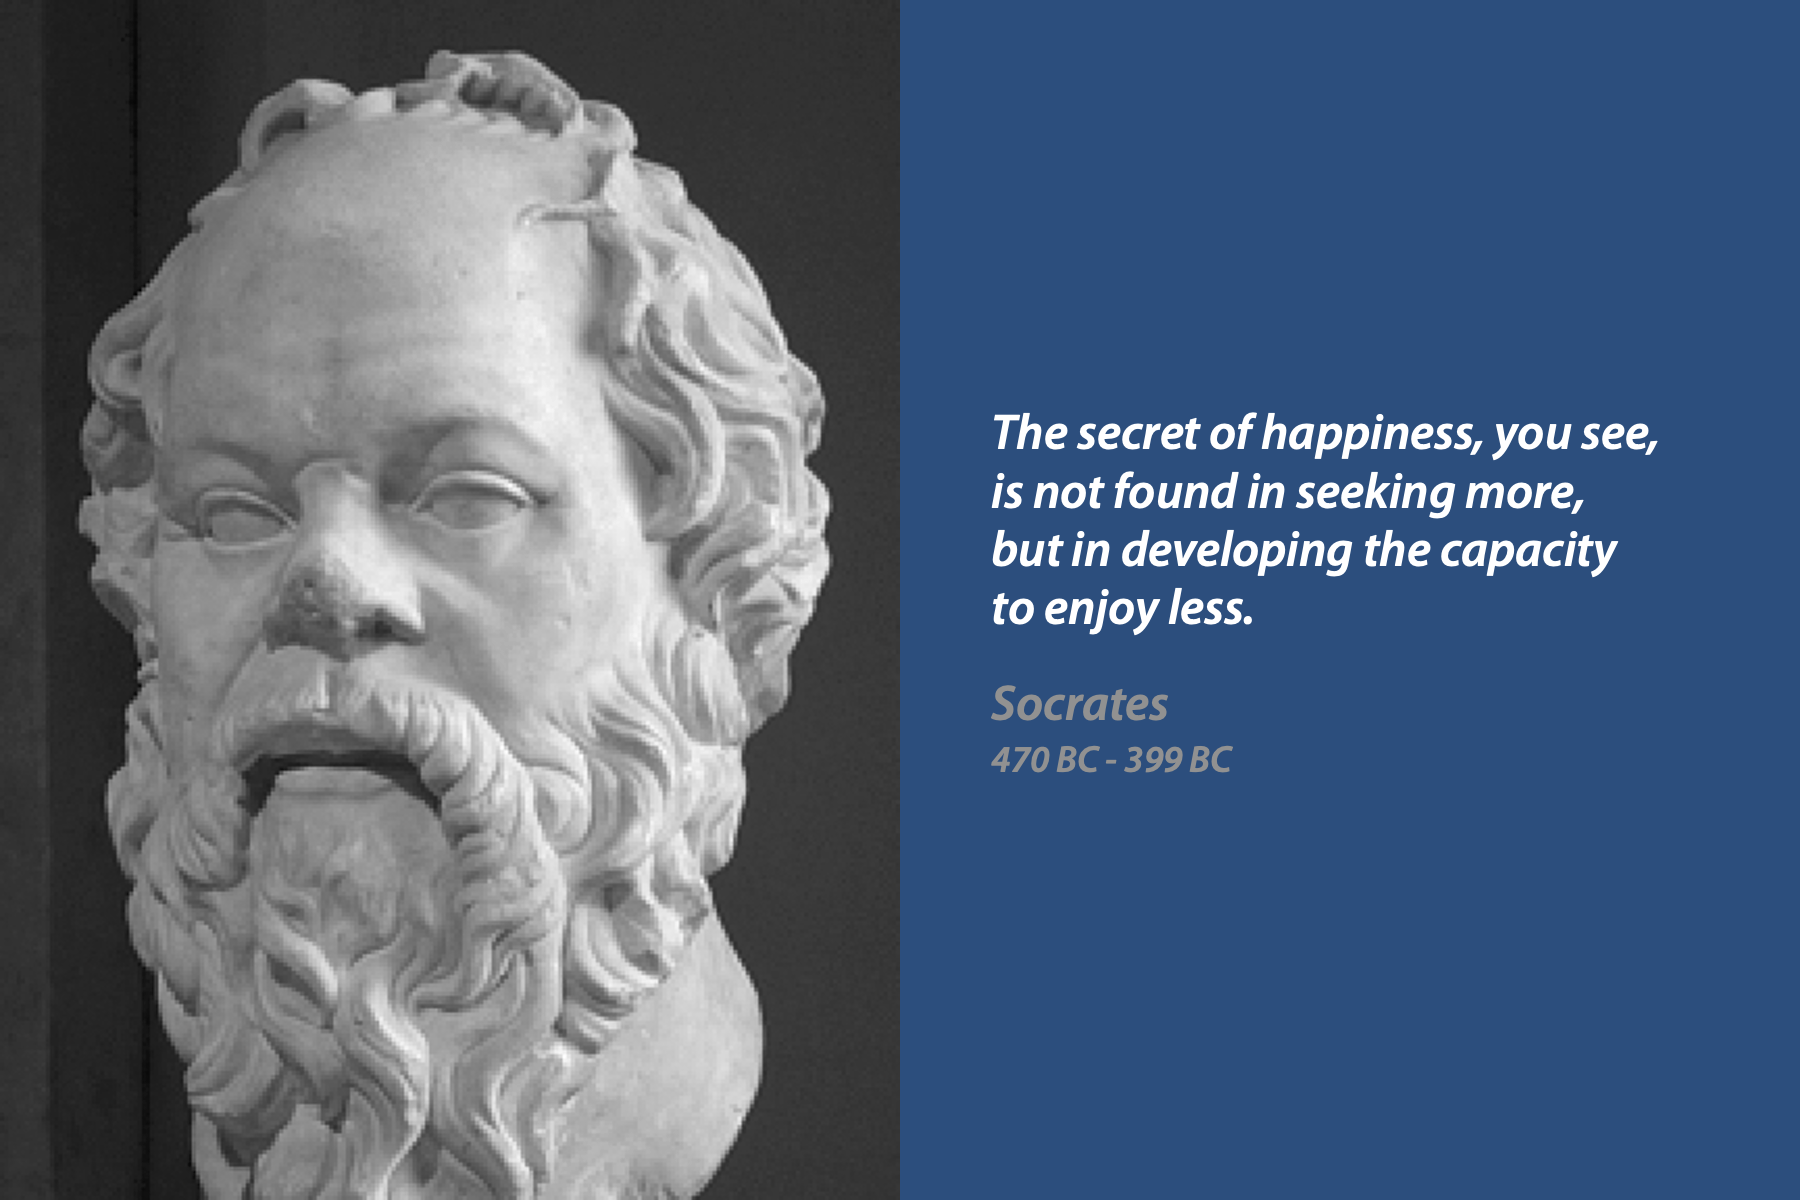 The secret of happiness, you see,
is not found in seeking more,
but in developing the capacity
to enjoy less.
Socrates
470 BC - 399 BC